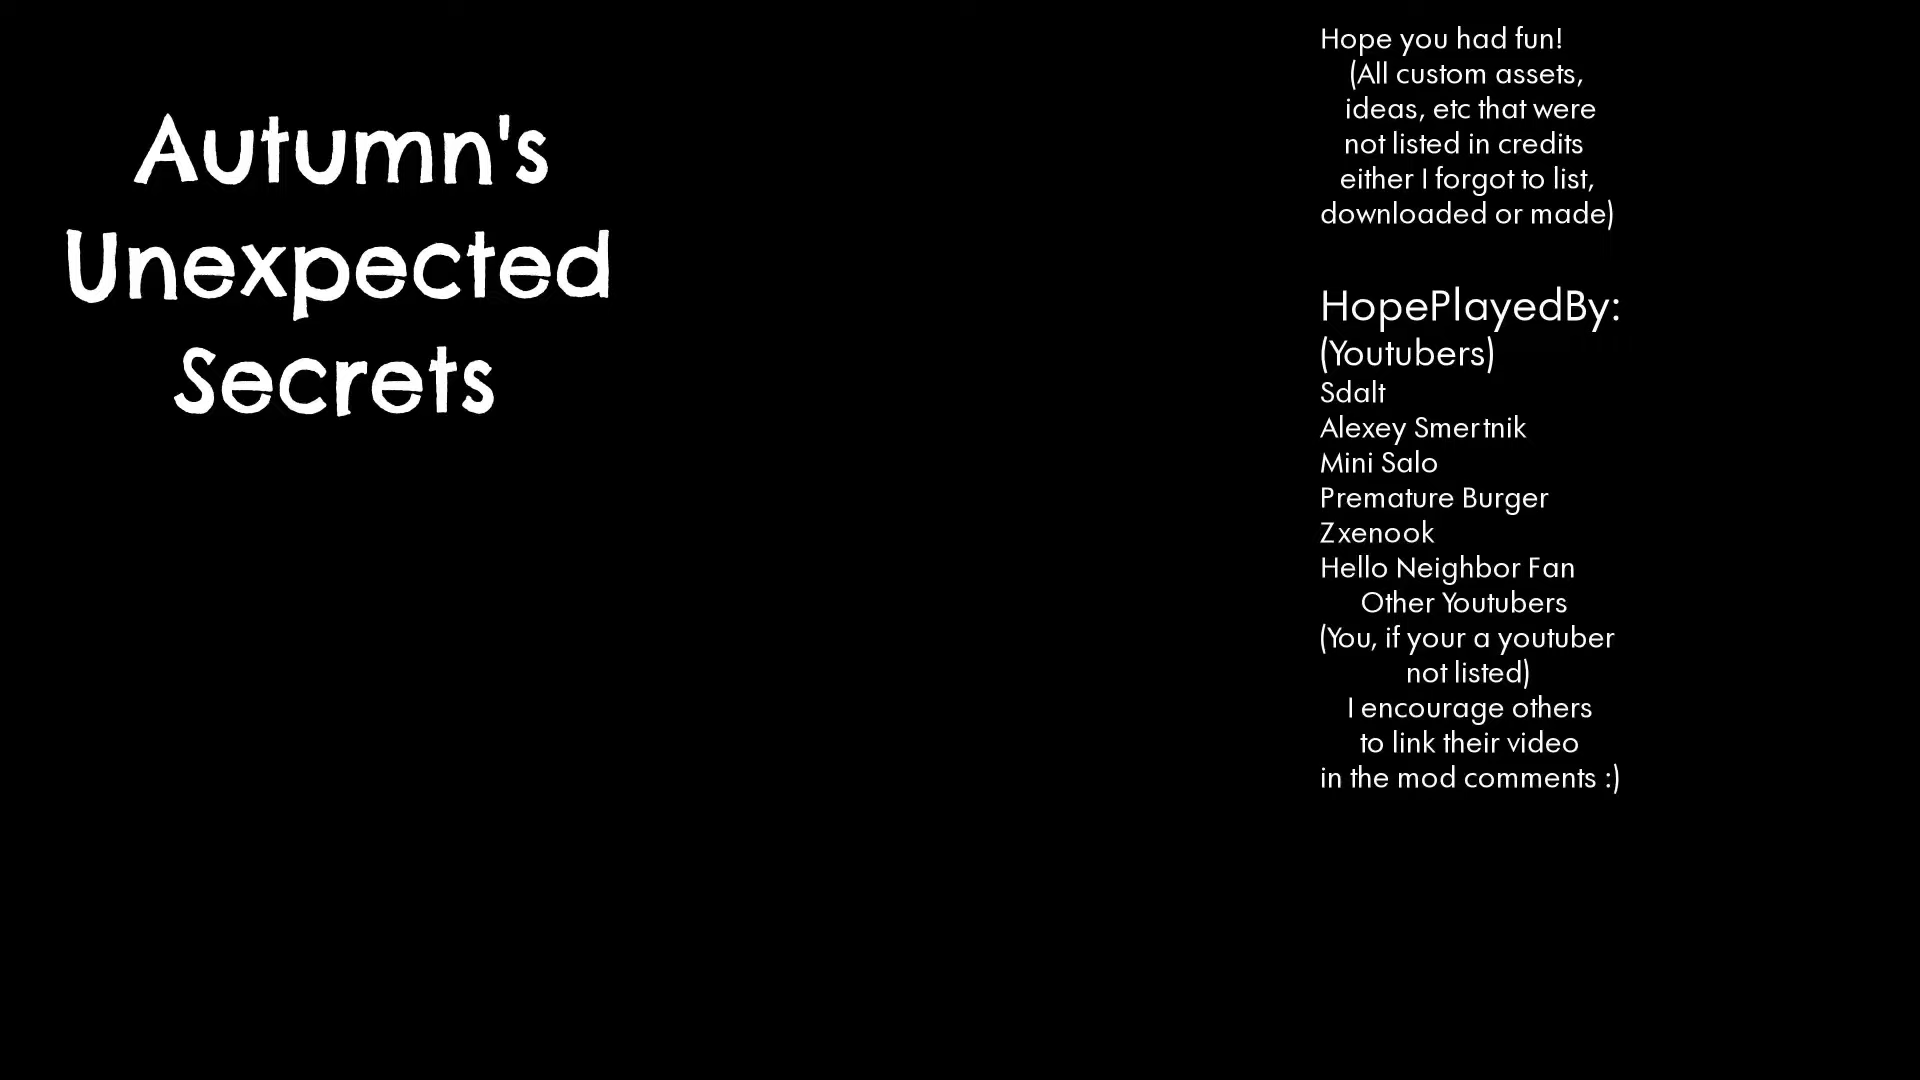 Autumn's
Unexpected
Secrets
Hope you had fun!
(All custom assets,
ideas, etc that were
not listed in credits
either I forgot to list,
downloaded or made)
HopePlayedBy:
(Youtubers)
Sdalt
Alexey Smertnik
Mini Salo
Premature Burger
Zxenook
Hello Neighbor Fan
Other Youtubers
(You, if your a youtuber
not listed)
I encourage others
to link their video
in the mod comments :)